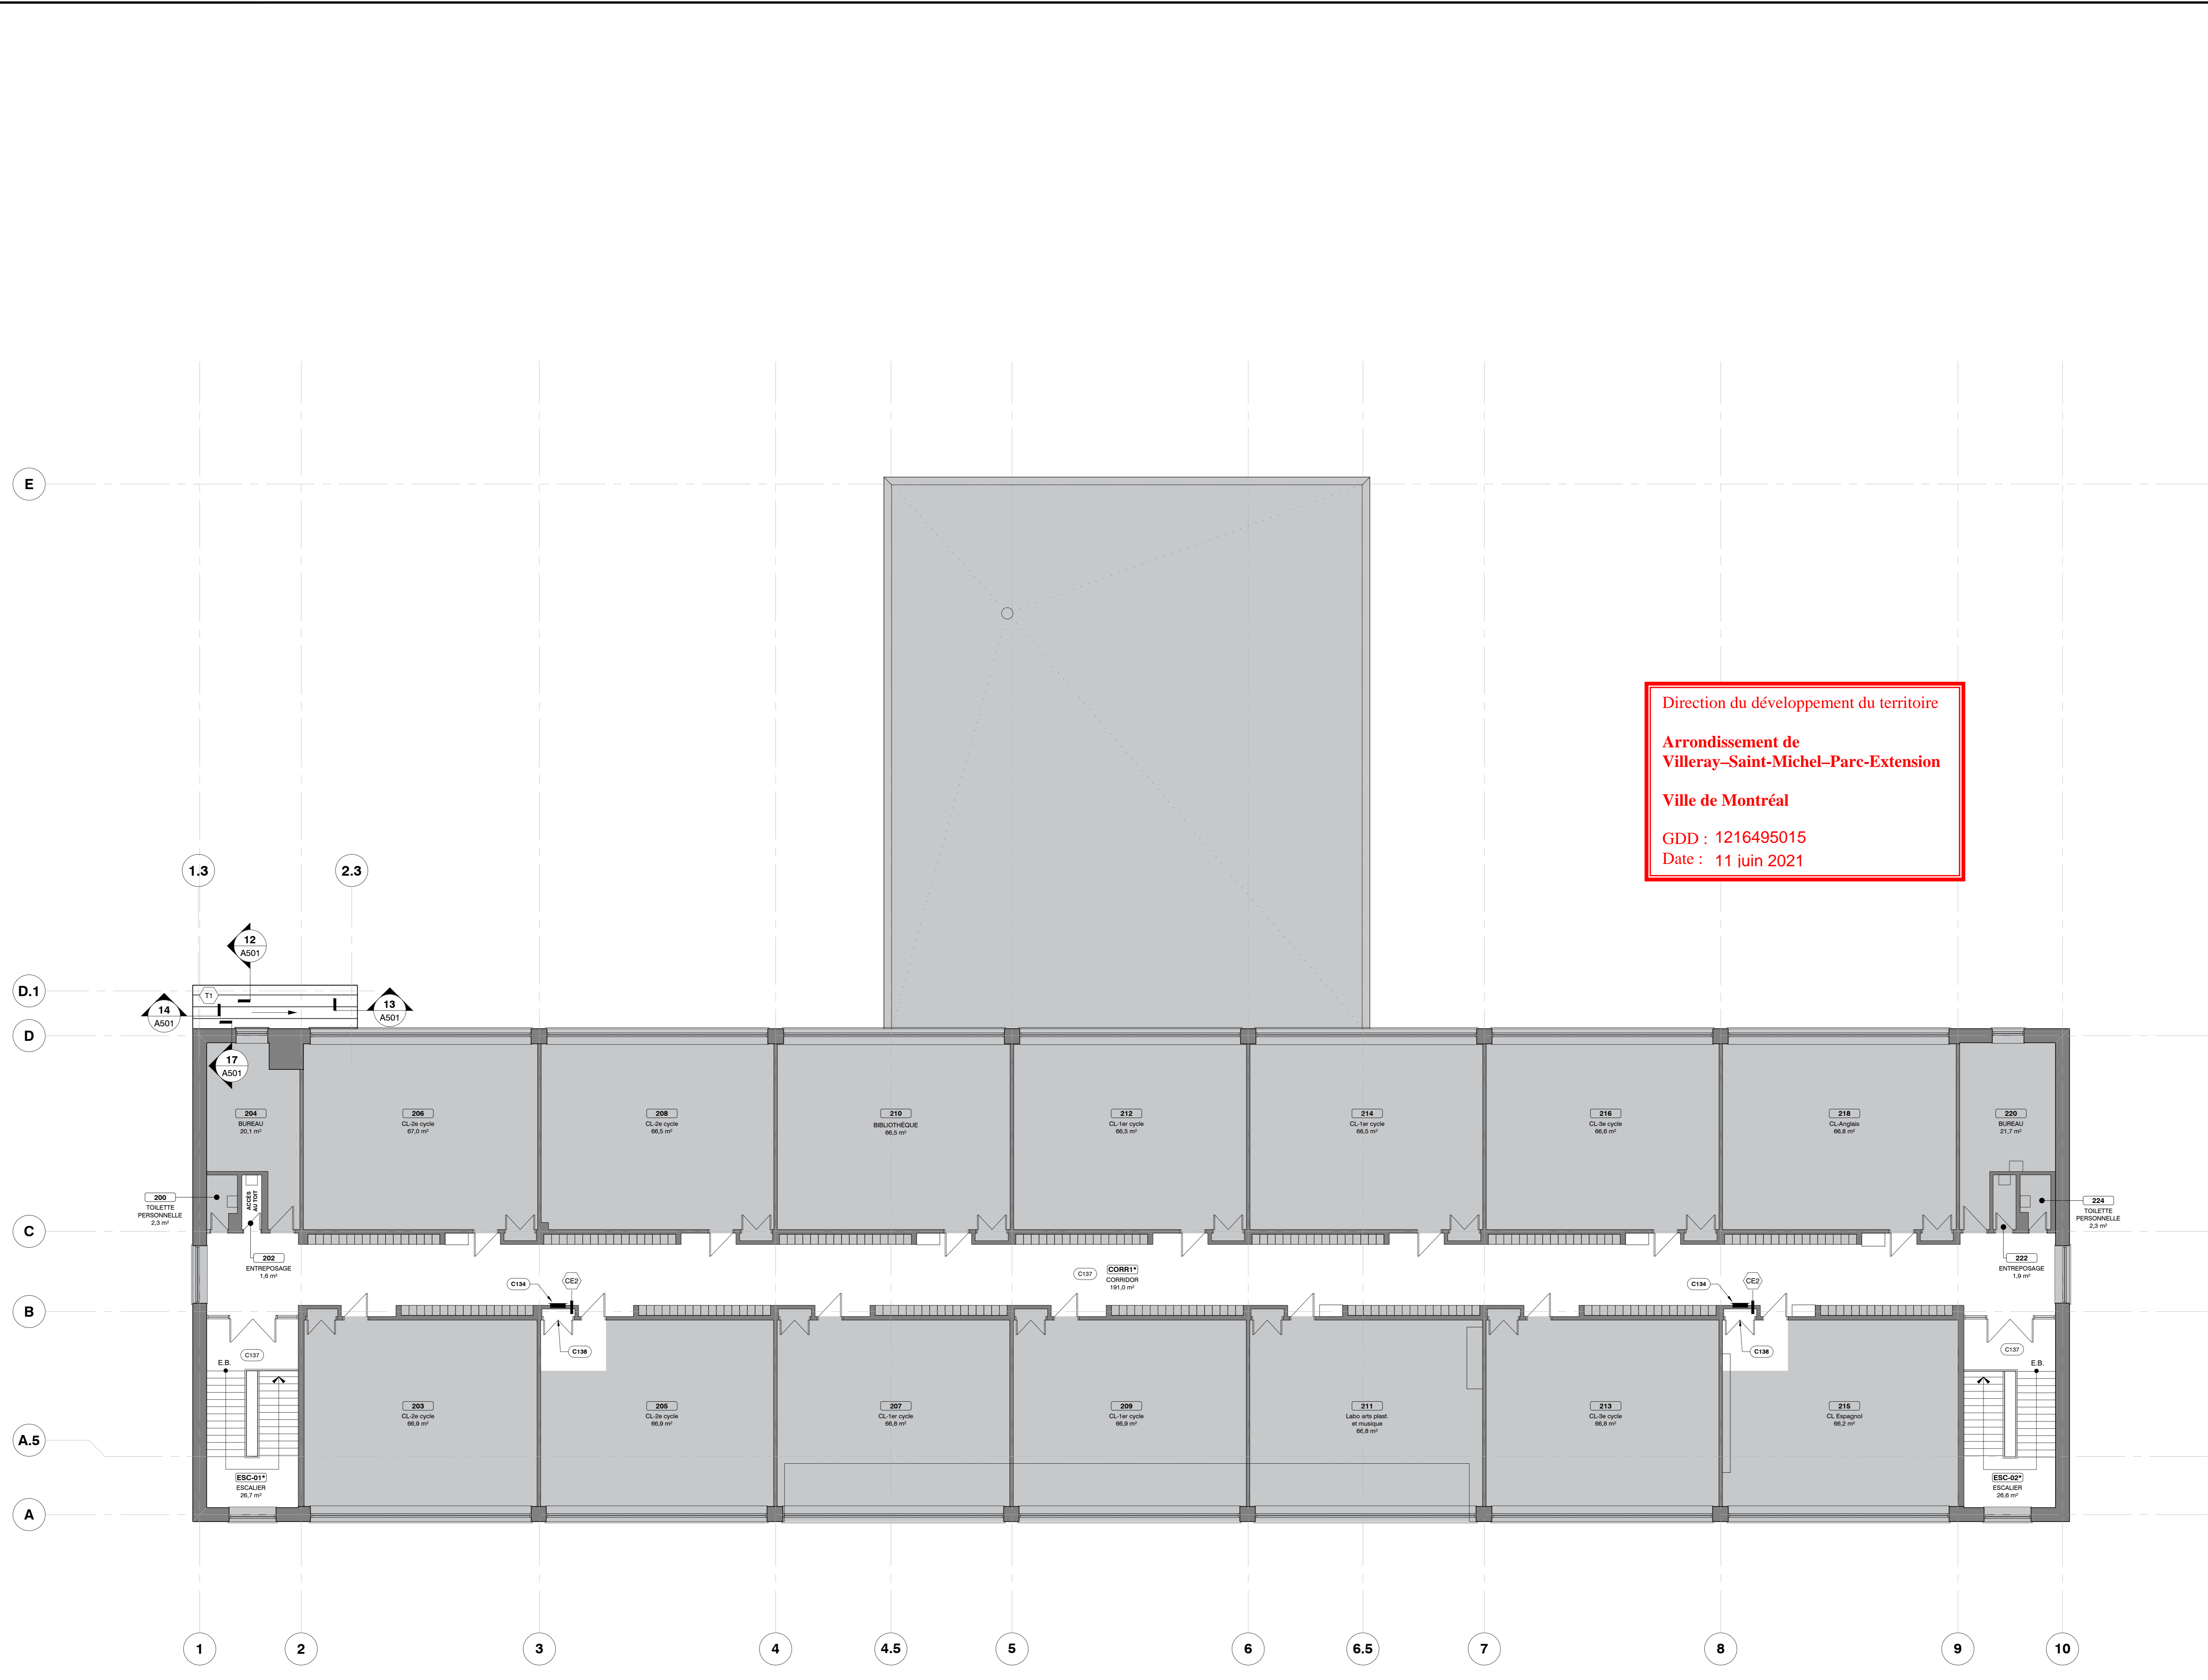 E
Direction du développement du territoire
Arrondissement de
Villeray–Saint-Michel–Parc-Extension
Ville de Montréal
GDD : 1216495015
Date : 11 juin 2021
1.3
2.3
12
A501
D.1
T1
14
A501
13
A501
D
17
A501
204
BUREAU
20,1 m²
206
CL-2e cycle
67,0 m²
208
CL-2e cycle
66,5 m²
210
BIBLIOTHÈQUE
66,5 m²
212
CL-1er cycle
66,5 m²
214
CL-1er cycle
66,5 m²
216
CL-3e cycle
66,6 m²
218
CL-Anglais
66,8 m²
220
BUREAU
21,7 m²
200
TOILETTE
PERSONNELLE
2,3 m²
ACCÈS
AU TOIT
224
TOILETTE
PERSONNELLE
2,3 m²
C
202
ENTREPOSAGE
1,6 m²
C134
CE2
C137
CORR1*
CORRIDOR
191,0 m²
C134
CE2
222
ENTREPOSAGE
1,9 m²
B
C137
C138
C138
C137
E.B.
E.B.
203
CL-2e cycle
66,9 m²
205
CL-2e cycle
66,9 m²
207
CL-1er cycle
66,8 m²
209
CL-1er cycle
66,9 m²
211
Labo arts plast.
et musique
66,8 m²
213
CL-3e cycle
66,8 m²
215
CL Espagnol
66,2 m²
A.5
ESC-01*
ESCALIER
26,7 m²
ESC-02*
ESCALIER
26,6 m²
A
1
2
3
4
4.5
5
6
6.5
7
8
9
10